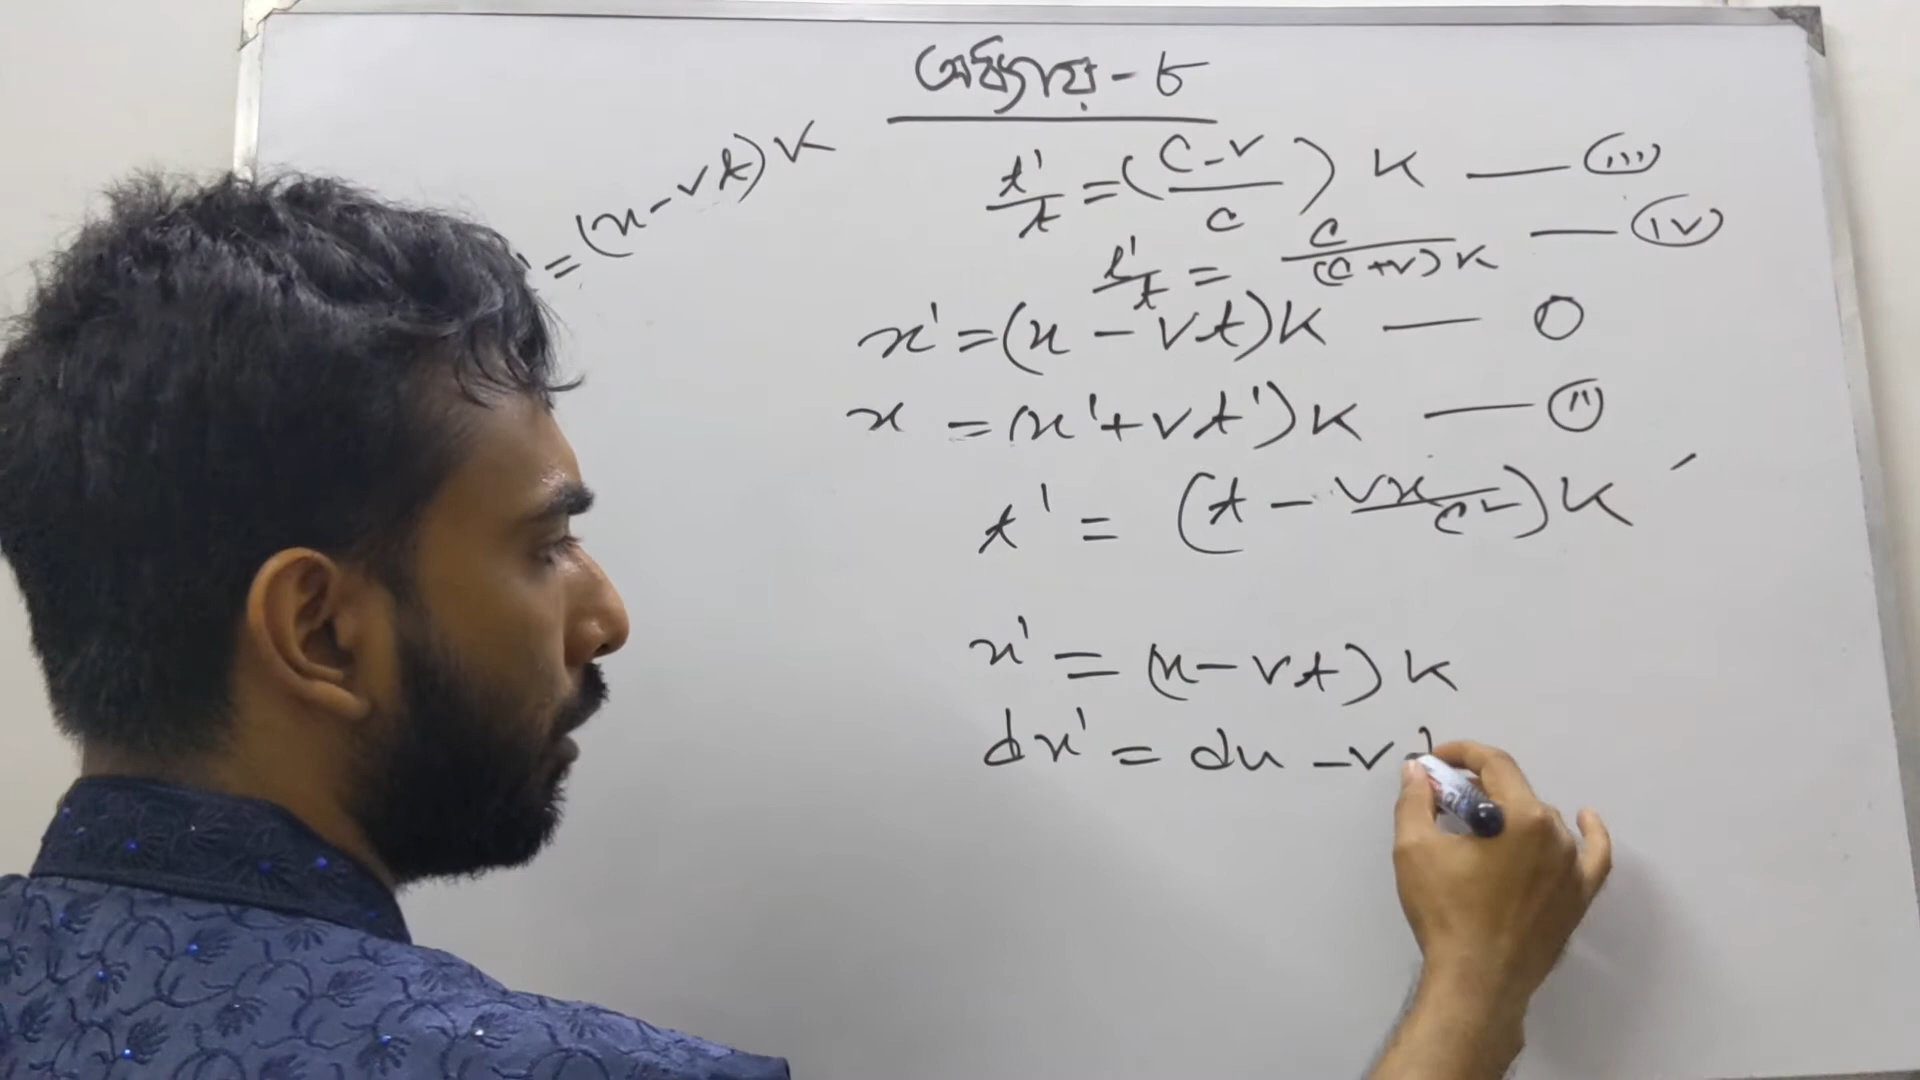 অধ্যায় - ৮
' = (x - vt) K
t'/t = (c - v / c) K — (iii)
t'/t = c / (c + v) K — (iv)
x' = (x - vt) K — O
x = (x' + vt') K — (ii)
t' = (t - vx/c²) K
x' = (x - vt) K
dx' = dx - v d